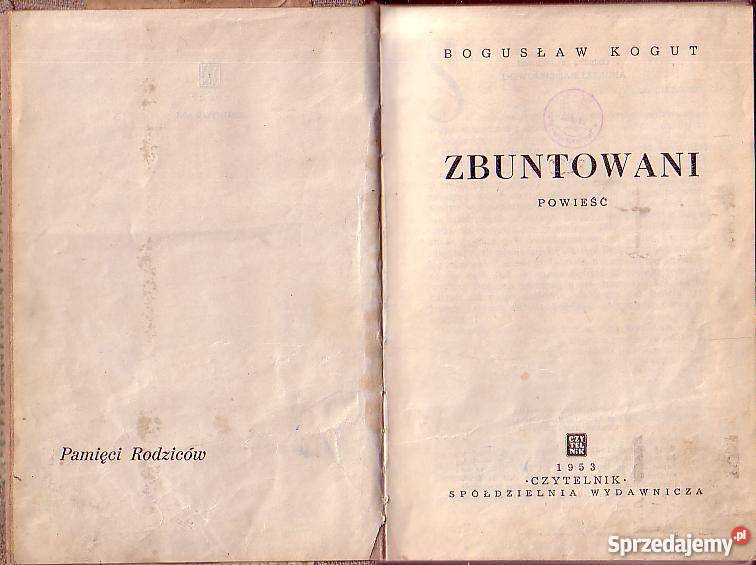 Pamięci Rodziców
BOGUSŁAW KOGUT
ZBUNTOWANI
POWIEŚĆ
CZY
TEL
NIK
1953
·CZYTELNIK·
SPÓŁDZIELNIA WYDAWNICZA
Sprzedajemy.pl